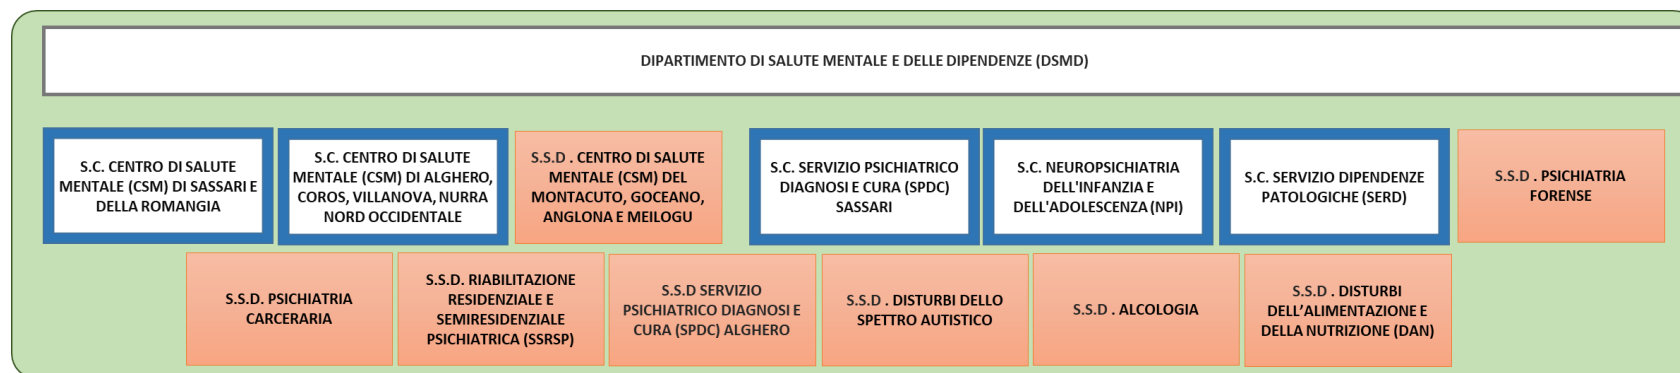 DIPARTIMENTO DI SALUTE MENTALE E DELLE DIPENDENZE (DSMD)
S.C. CENTRO DI SALUTE
MENTALE (CSM) DI SASSARI E
DELLA ROMANGIA
S.C. CENTRO DI SALUTE
MENTALE (CSM) DI ALGHERO,
COROS, VILLANOVA, NURRA
NORD OCCIDENTALE
S.S.D . CENTRO DI SALUTE
MENTALE (CSM) DEL
MONTACUTO, GOCEANO,
ANGLONA E MEILOGU
S.C. SERVIZIO PSICHIATRICO
DIAGNOSI E CURA (SPDC)
SASSARI
S.C. NEUROPSICHIATRIA
DELL'INFANZIA E
DELL'ADOLESCENZA (NPI)
S.C. SERVIZIO DIPENDENZE
PATOLOGICHE (SERD)
S.S.D . PSICHIATRIA
FORENSE
S.S.D. PSICHIATRIA
CARCERARIA
S.S.D. RIABILITAZIONE
RESIDENZIALE E
SEMIRESIDENZIALE
PSICHIATRICA (SSRSP)
S.S.D SERVIZIO
PSICHIATRICO DIAGNOSI E
CURA (SPDC) ALGHERO
S.S.D . DISTURBI DELLO
SPETTRO AUTISTICO
S.S.D . ALCOLOGIA
S.S.D . DISTURBI
DELL’ALIMENTAZIONE E
DELLA NUTRIZIONE (DAN)